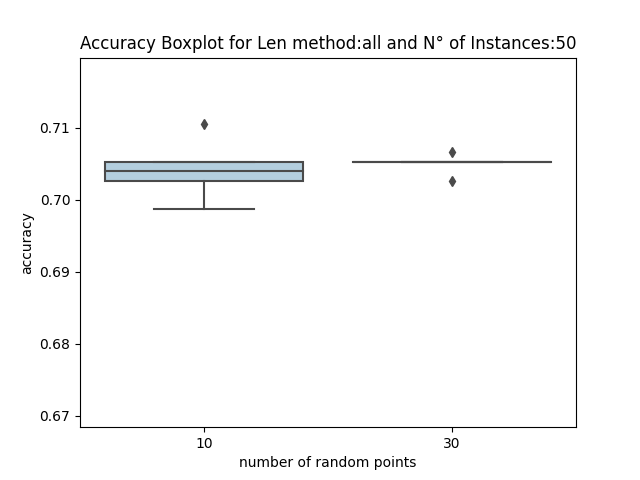 Accuracy Boxplot for Len method:all and N° of Instances:50
0.71
0.70
0.69
0.68
0.67
accuracy
10
30
number of random points